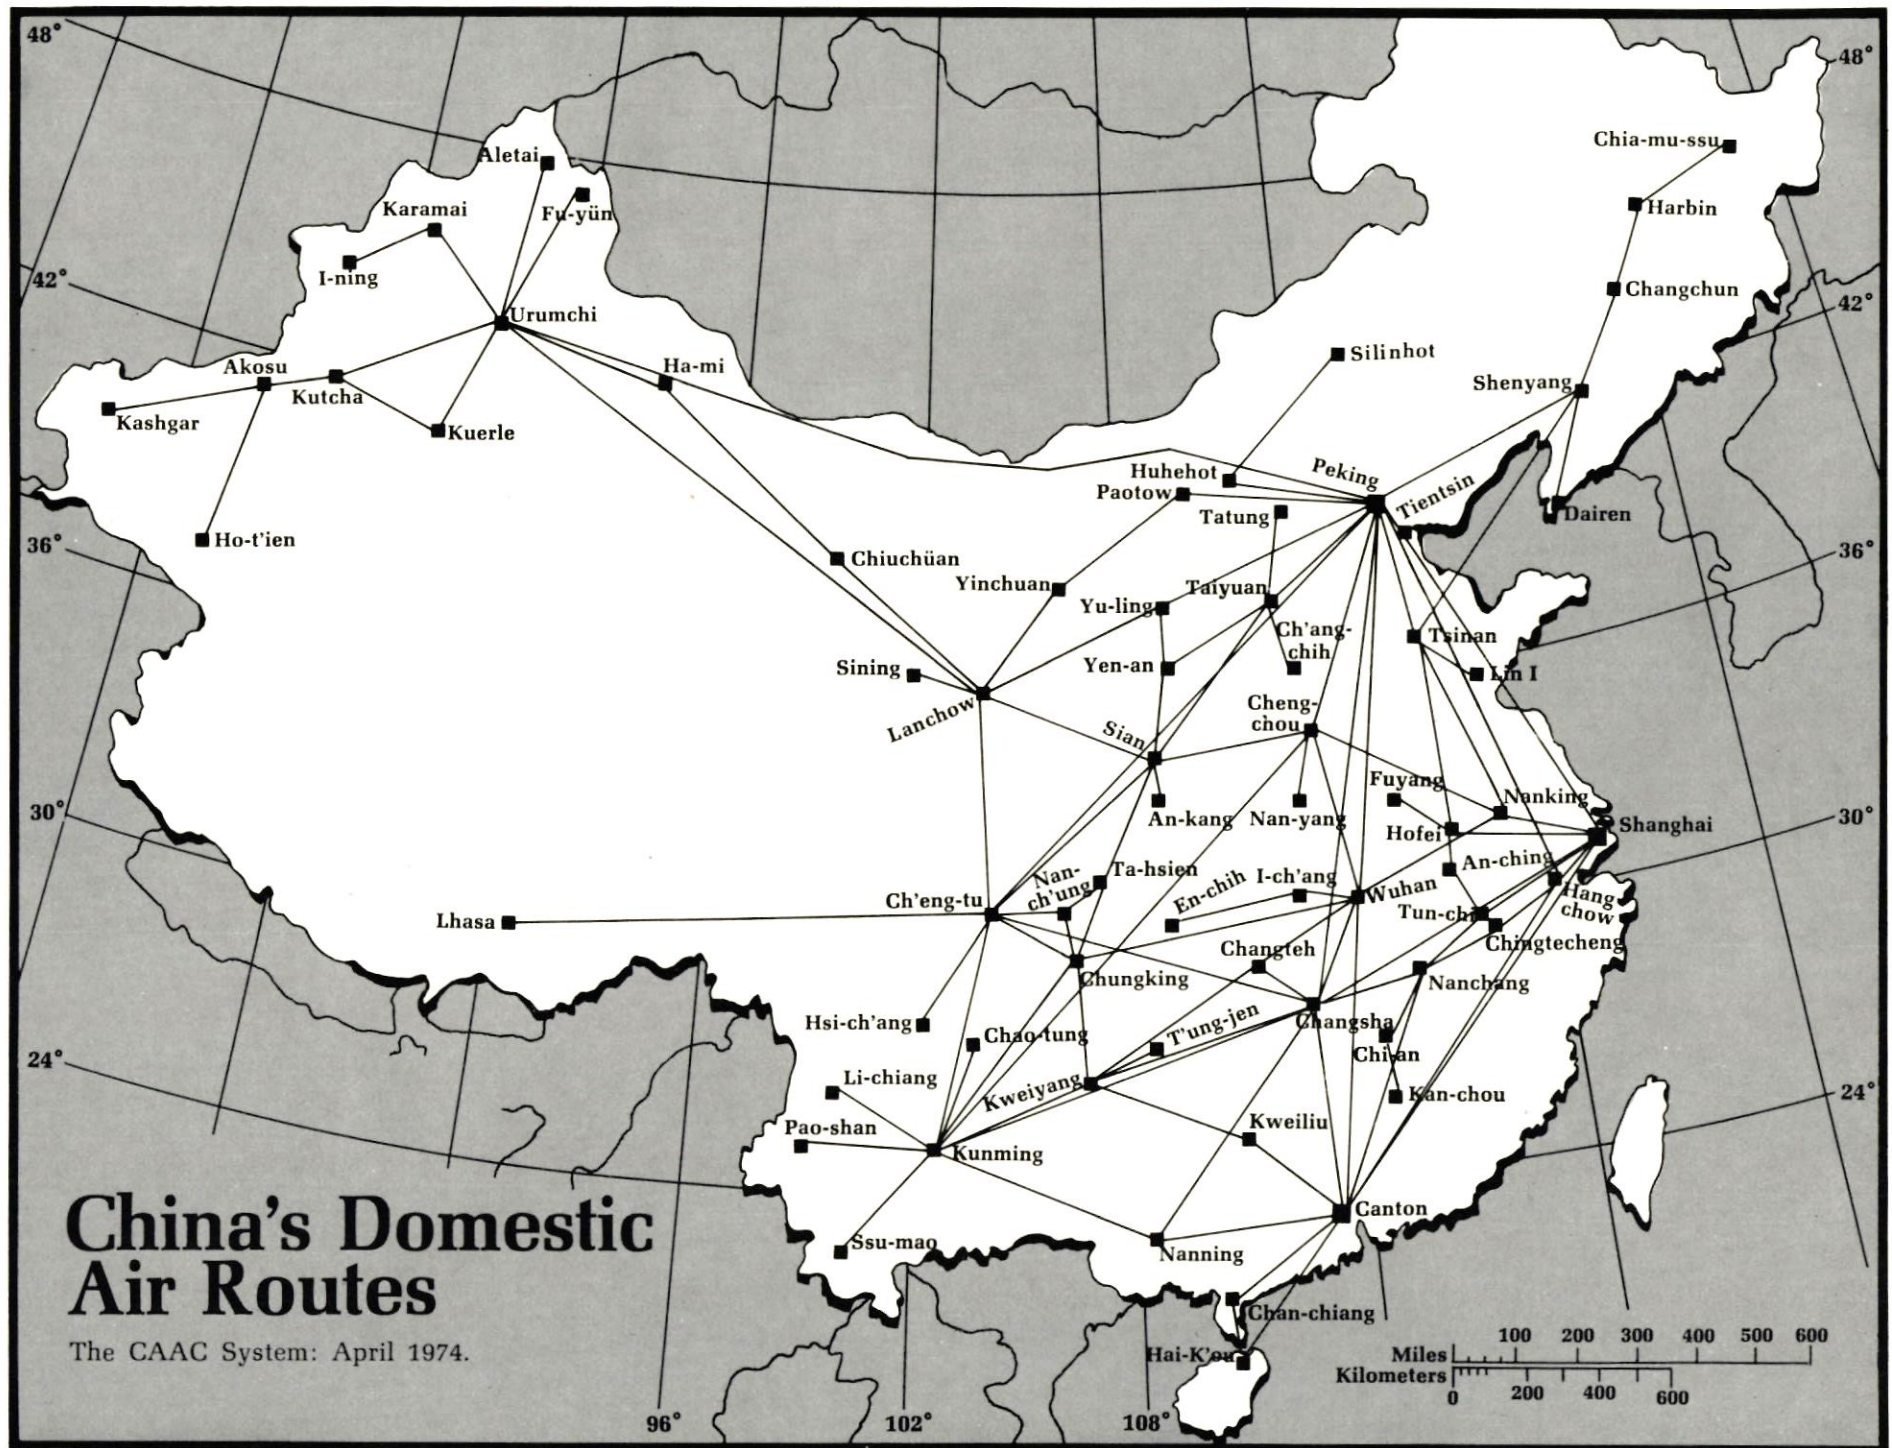 48°
48°
Chia-mu-ssu
Aletai
Harbin
Karamai
Fu-yün
I-ning
42°
Changchun
42°
Urumchi
Silinhot
Akosu
Ha-mi
Shenyang
Kutcha
Kashgar
Kuerle
Huhehot
Peking
Paotow
Tientsin
Tatung
Dairen
36°
Ho-t'ien
36°
Chiuchüan
Yinchuan
Taiyuan
Yu-ling
Ch'ang-
chih
Tsinan
Sining
Yen-an
Lin I
Lanchow
Sian
Cheng-
chou
Fuyang
Nanking
30°
An-kang
Nan-yang
Hofei
Shanghai
30°
An-ching
Nan-
ch'ung
Ta-hsien
En-chih
I-ch'ang
Wuhan
Hang
chow
Ch'eng-tu
Lhasa
Tun-chi
Chingtecheng
Changteh
Chungking
Nanchang
Hsi-ch'ang
Chao-tung
T'ung-jen
Changsha
Chi-an
24°
Li-chiang
Kweiyang
Kan-chou
24°
Pao-shan
Kweiliu
Kunming
Canton
Ssu-mao
Nanning
China's Domestic
Air Routes
The CAAC System: April 1974.
Chan-chiang
Hai-K'ou
100 200 300 400 500 600
Miles
Kilometers
0 200 400 600
96° 102° 108°